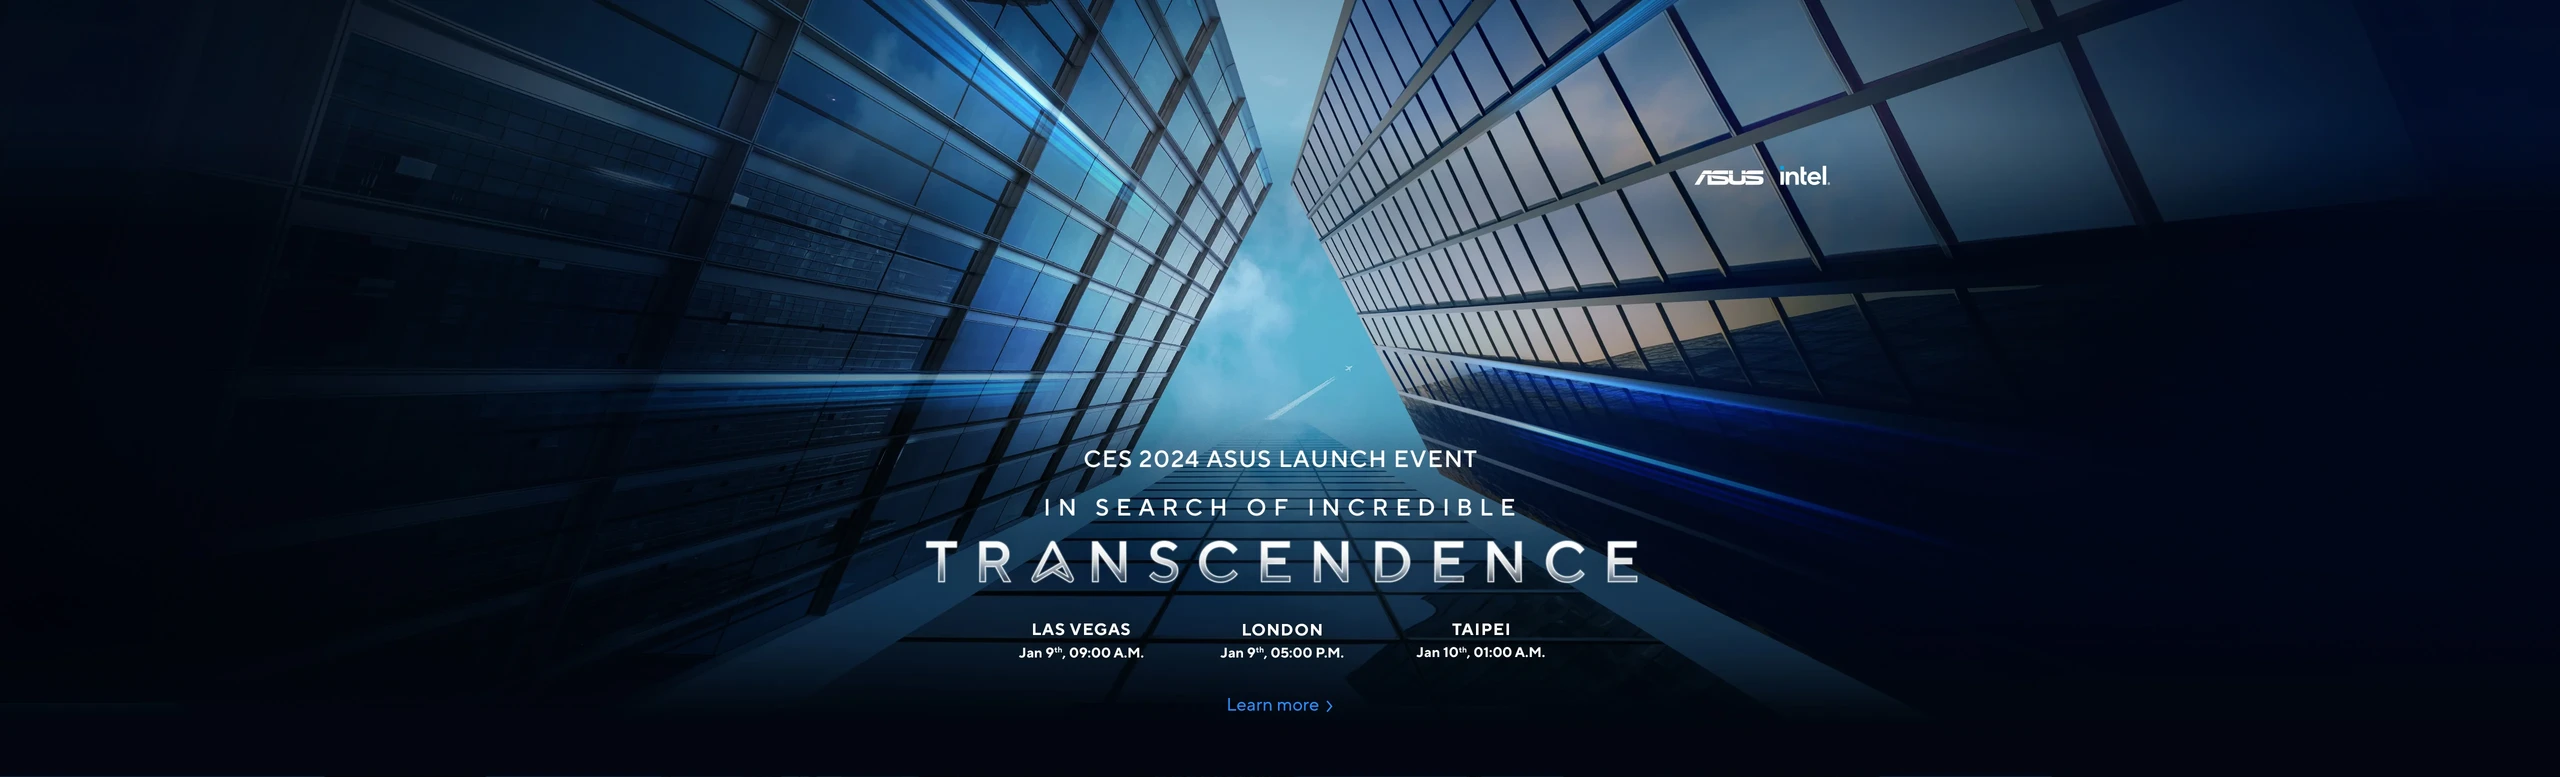 ASUS intel.
CES 2024 ASUS LAUNCH EVENT
IN SEARCH OF INCREDIBLE
TRANSCENDENCE
LAS VEGAS
Jan 9th, 09:00 A.M.
LONDON
Jan 9th, 05:00 P.M.
TAIPEI
Jan 10th, 01:00 A.M.
Learn more >